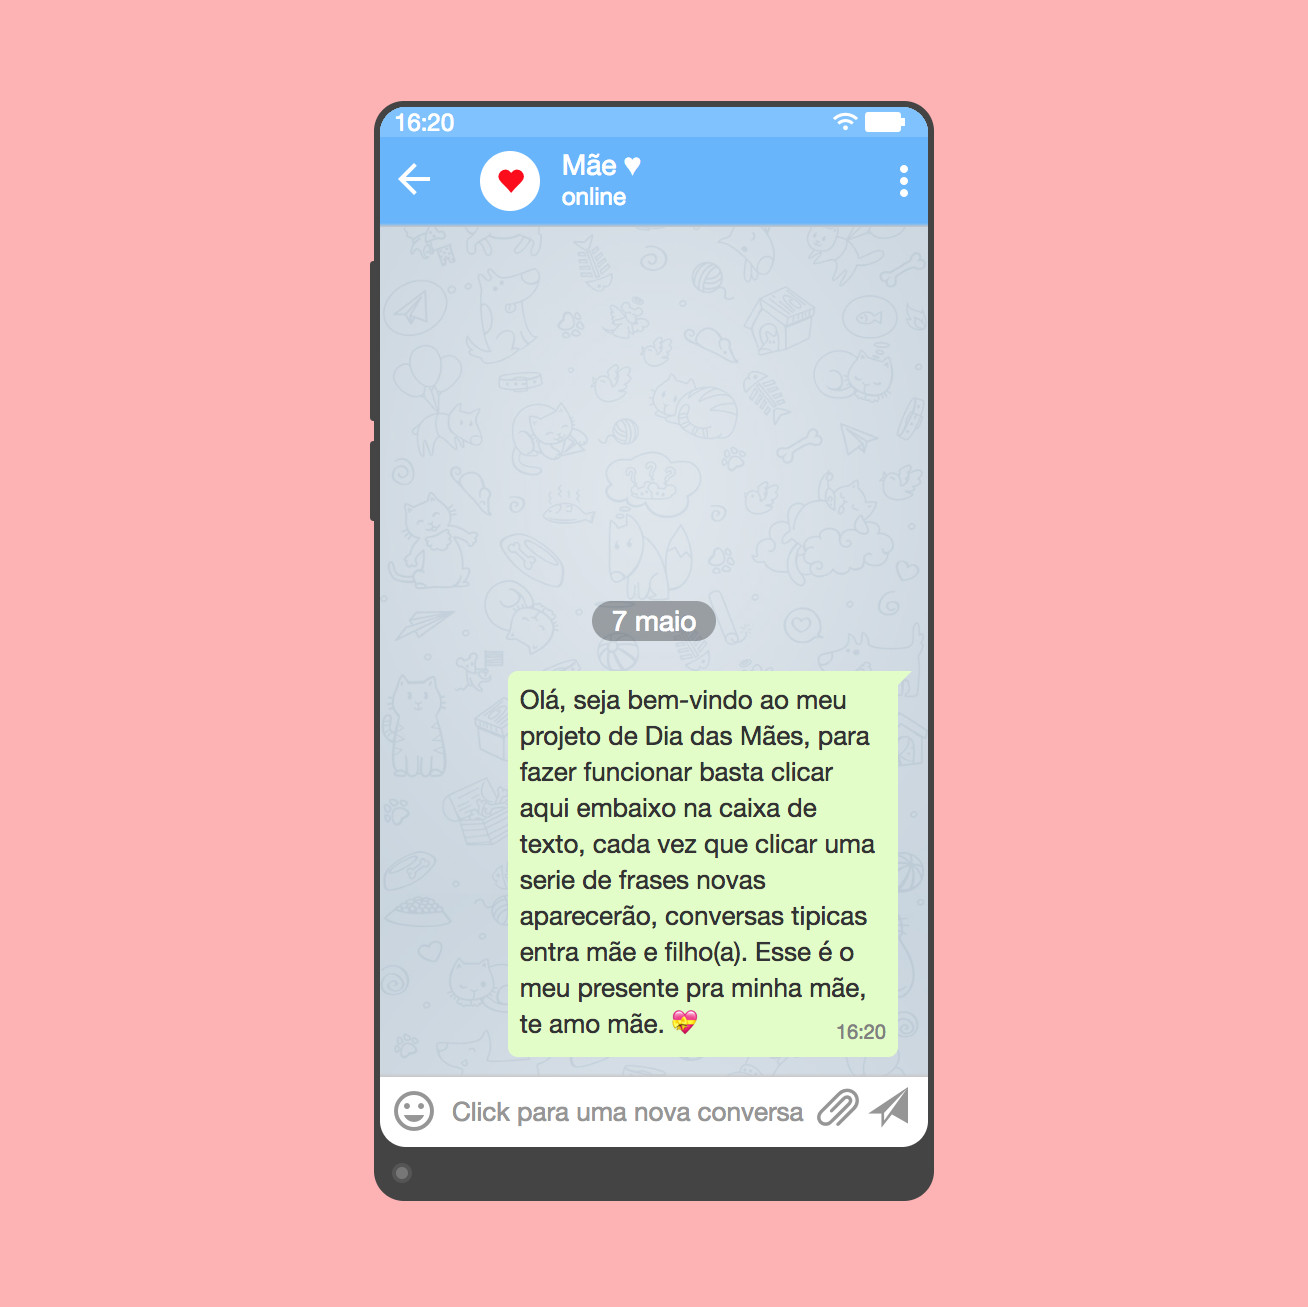 16:20
Mãe ♥
online
7 maio
Olá, seja bem-vindo ao meu
projeto de Dia das Mães, para
fazer funcionar basta clicar
aqui embaixo na caixa de
texto, cada vez que clicar uma
serie de frases novas
aparecerão, conversas tipicas
entra mãe e filho(a). Esse é o
meu presente pra minha mãe,
te amo mãe. 💝
16:20
Click para uma nova conversa